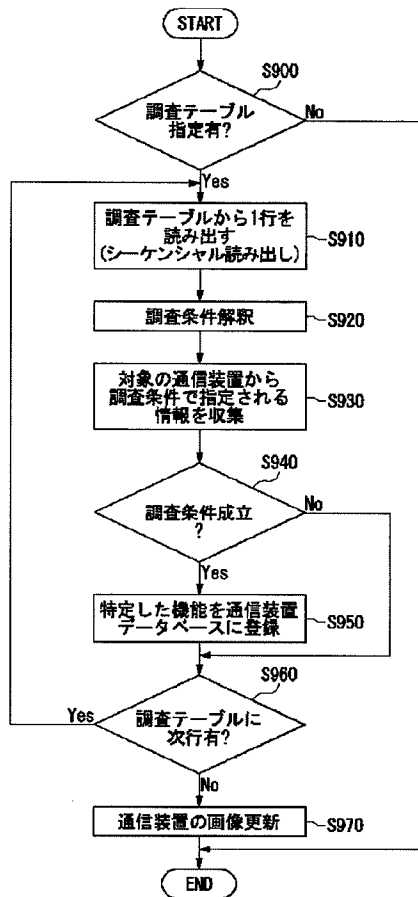 START
S900
調査テーブル
指定有?
No
Yes
調査テーブルから1行を
読み出す
(シーケンシャル読み出し)
S910
調査条件解釈
S920
対象の通信装置から
調査条件で指定される
情報を収集
S930
S940
調査条件成立
?
No
Yes
特定した機能を通信装置
データベースに登録
S950
S960
調査テーブルに
次行有?
Yes
No
通信装置の画像更新
S970
END